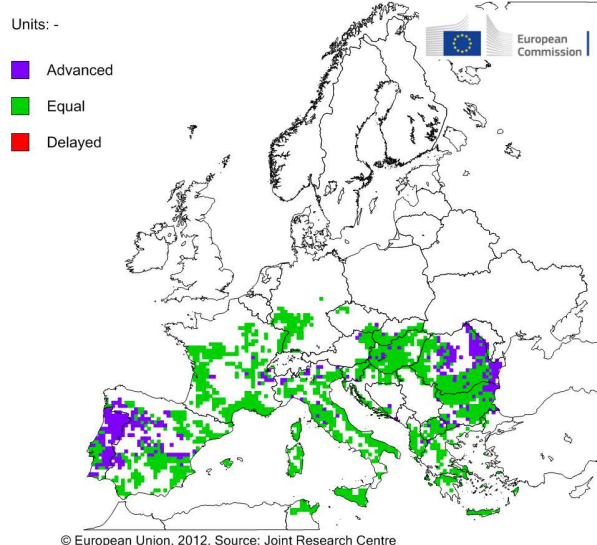 Units: -
European
Commission
Advanced
Equal
Delayed
© European Union, 2012. Source: Joint Research Centre